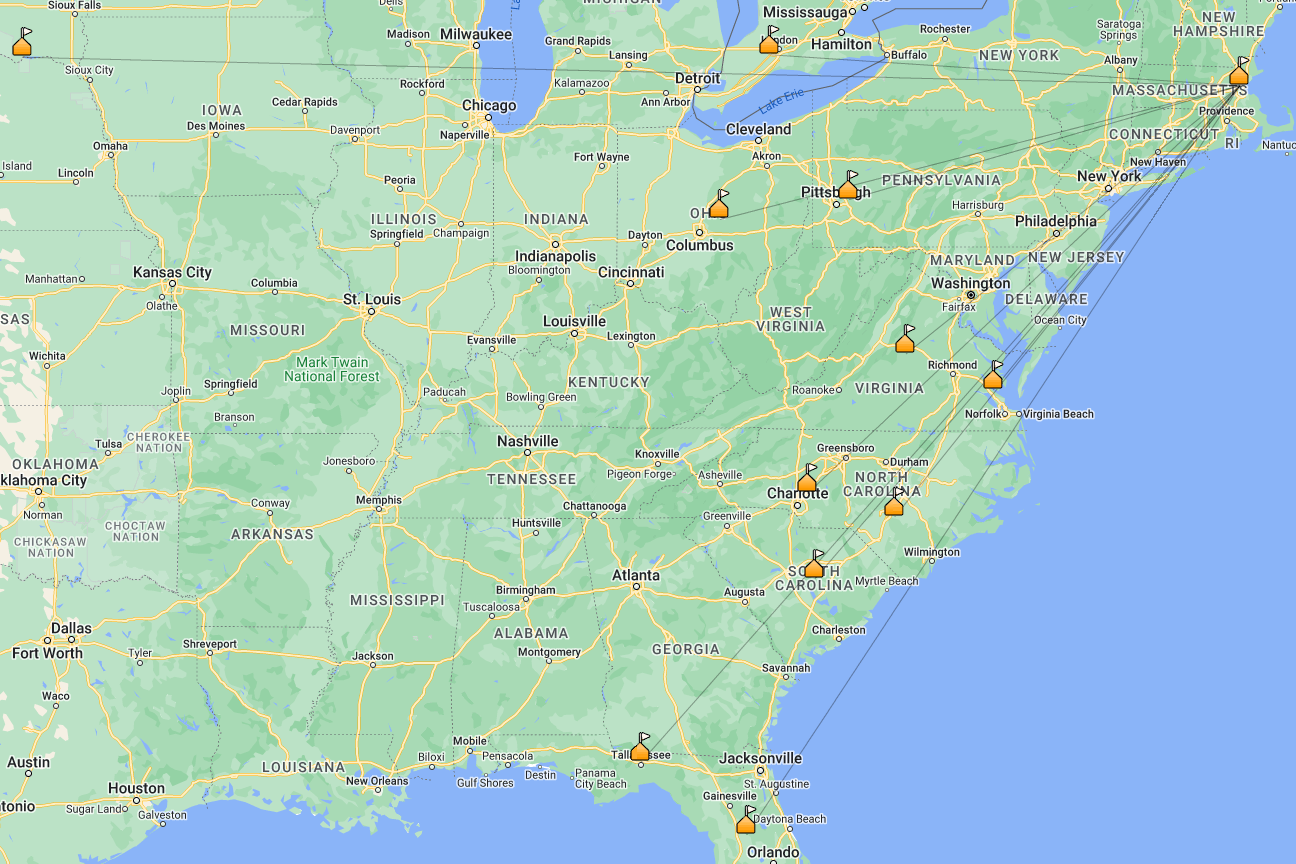 Sioux Falls
Dells
MICHIGAN
Mississauga
Rochester
Saratoga
Springs
NEW
HAMPSHIRE
Madison
Milwaukee
Grand Rapids
Lansing
Hamilton
Buffalo
NEW YORK
Albany
Sioux City
Rockford
Kalamazoo
Detroit
Ann Arbor
Lake Erie
MASSACHUSETTS
IOWA
Cedar Rapids
Chicago
Providence
Des Moines
Davenport
Naperville
Cleveland
CONNECTICUT
RI
Omaha
Fort Wayne
Akron
New Haven
Nantuc
Island
Lincoln
Peoria
Pittsb gh
PENNSYLVANIA
New York
ILLINOIS
INDIANA
OH
Harrisburg
Springfield
Champaign
Dayton
Columbus
Philadelphia
Indianapolis
MARYLAND
NEW JERSEY
Manhattan
Kansas City
Bloomington
Cincinnati
Washington
Olathe
Columbia
St. Louis
Fairfax
DELAWARE
SAS
MISSOURI
Louisville
WEST
VIRGINIA
Ocean City
Wichita
Evansville
Lexington
Mark Twain
National Forest
Richmond
Joplin
Springfield
Paducah
KENTUCKY
Roanoke
VIRGINIA
Bowling Green
Branson
Norfolk
Virginia Beach
Tulsa
CHEROKEE
NATION
Nashville
Knoxville
Greensboro
Durham
OKLAHOMA
klahoma City
Jonesboro
TENNESSEE
Pigeon Forge
Asheville
NORTH
CAROLINA
Norman
Conway
Memphis
Chattanooga
Charlotte
CHICKASAW
NATION
CHOCTAW
NATION
ARKANSAS
Huntsville
Greenville
Wilmington
Atlanta
SOUTH
CAROLINA
Myrtle Beach
Birmingham
Augusta
MISSISSIPPI
Tuscaloosa
Dallas
ALABAMA
Charleston
Fort Worth
Tyler
Shreveport
Jackson
Montgomery
GEORGIA
Savannah
Waco
Mobile
Biloxi
Pensacola
Tall ssee
Jacksonville
Austin
LOUISIANA
Gulf Shores
Destin
Panama
City Beach
St. Augustine
Houston
New Orleans
Gainesville
tonio
Sugar Land
Galveston
Daytona Beach
Orlando